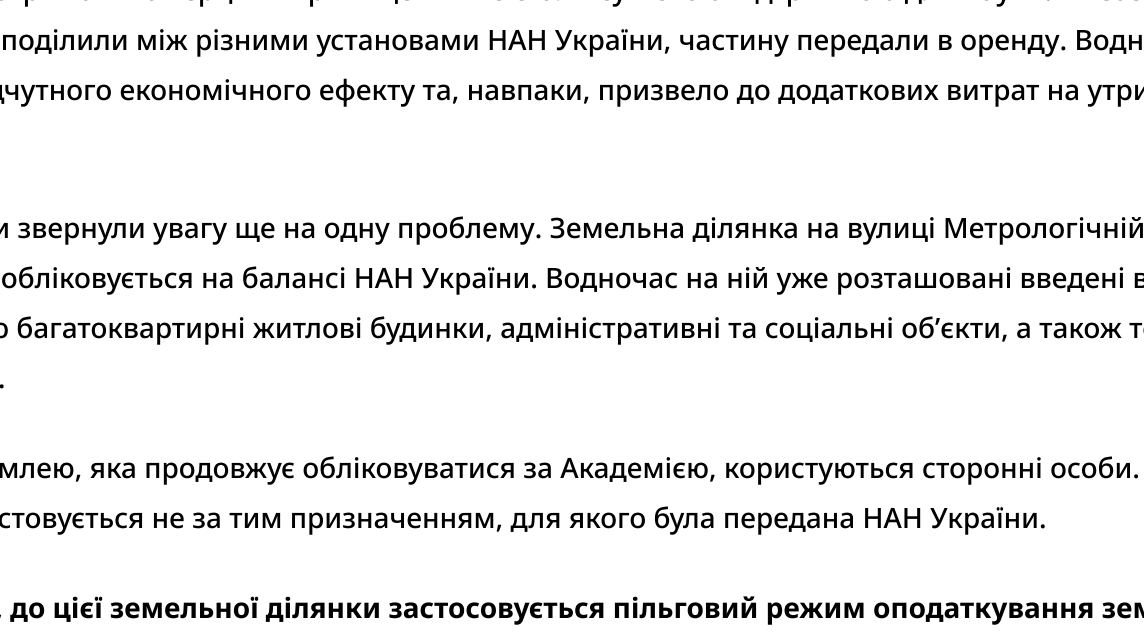 поділили між різними установами НАН України, частину передали в оренду. Водн
дчутного економічного ефекту та, навпаки, призвело до додаткових витрат на утри
и звернули увагу ще на одну проблему. Земельна ділянка на вулиці Метрологічній
обліковується на балансі НАН України. Водночас на ній уже розташовані введені в
ю багатоквартирні житлові будинки, адміністративні та соціальні об’єкти, а також т
.
млею, яка продовжує обліковуватися за Академією, користуються сторонні особи.
стовується не за тим призначенням, для якого була передана НАН України.
до цієї земельної ділянки застосовується пільговий режим оподаткування зем